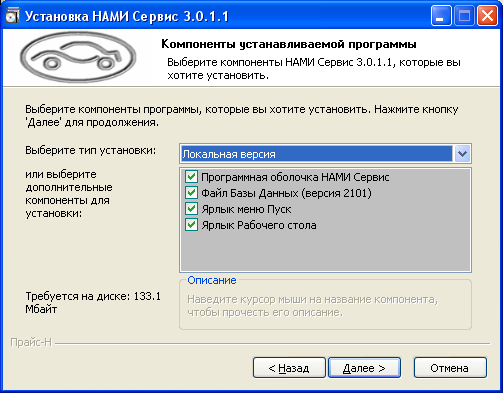 Установка НАМИ Сервис 3.0.1.1
Компоненты устанавливаемой программы
Выберите компоненты НАМИ Сервис 3.0.1.1, которые вы
хотите установить.
Выберите компоненты программы, которые вы хотите установить. Нажмите кнопку
'Далее' для продолжения.
Выберите тип установки:
Локальная версия
или выберите
дополнительные
компоненты для
установки:
Программная оболочка НАМИ Сервис
Файл Базы Данных (версия 2101)
Ярлык меню Пуск
Ярлык Рабочего стола
Требуется на диске: 133.1
Мбайт
Описание
Наведите курсор мыши на название компонента,
чтобы прочесть его описание.
Прайс-Н
< Назад
Далее >
Отмена